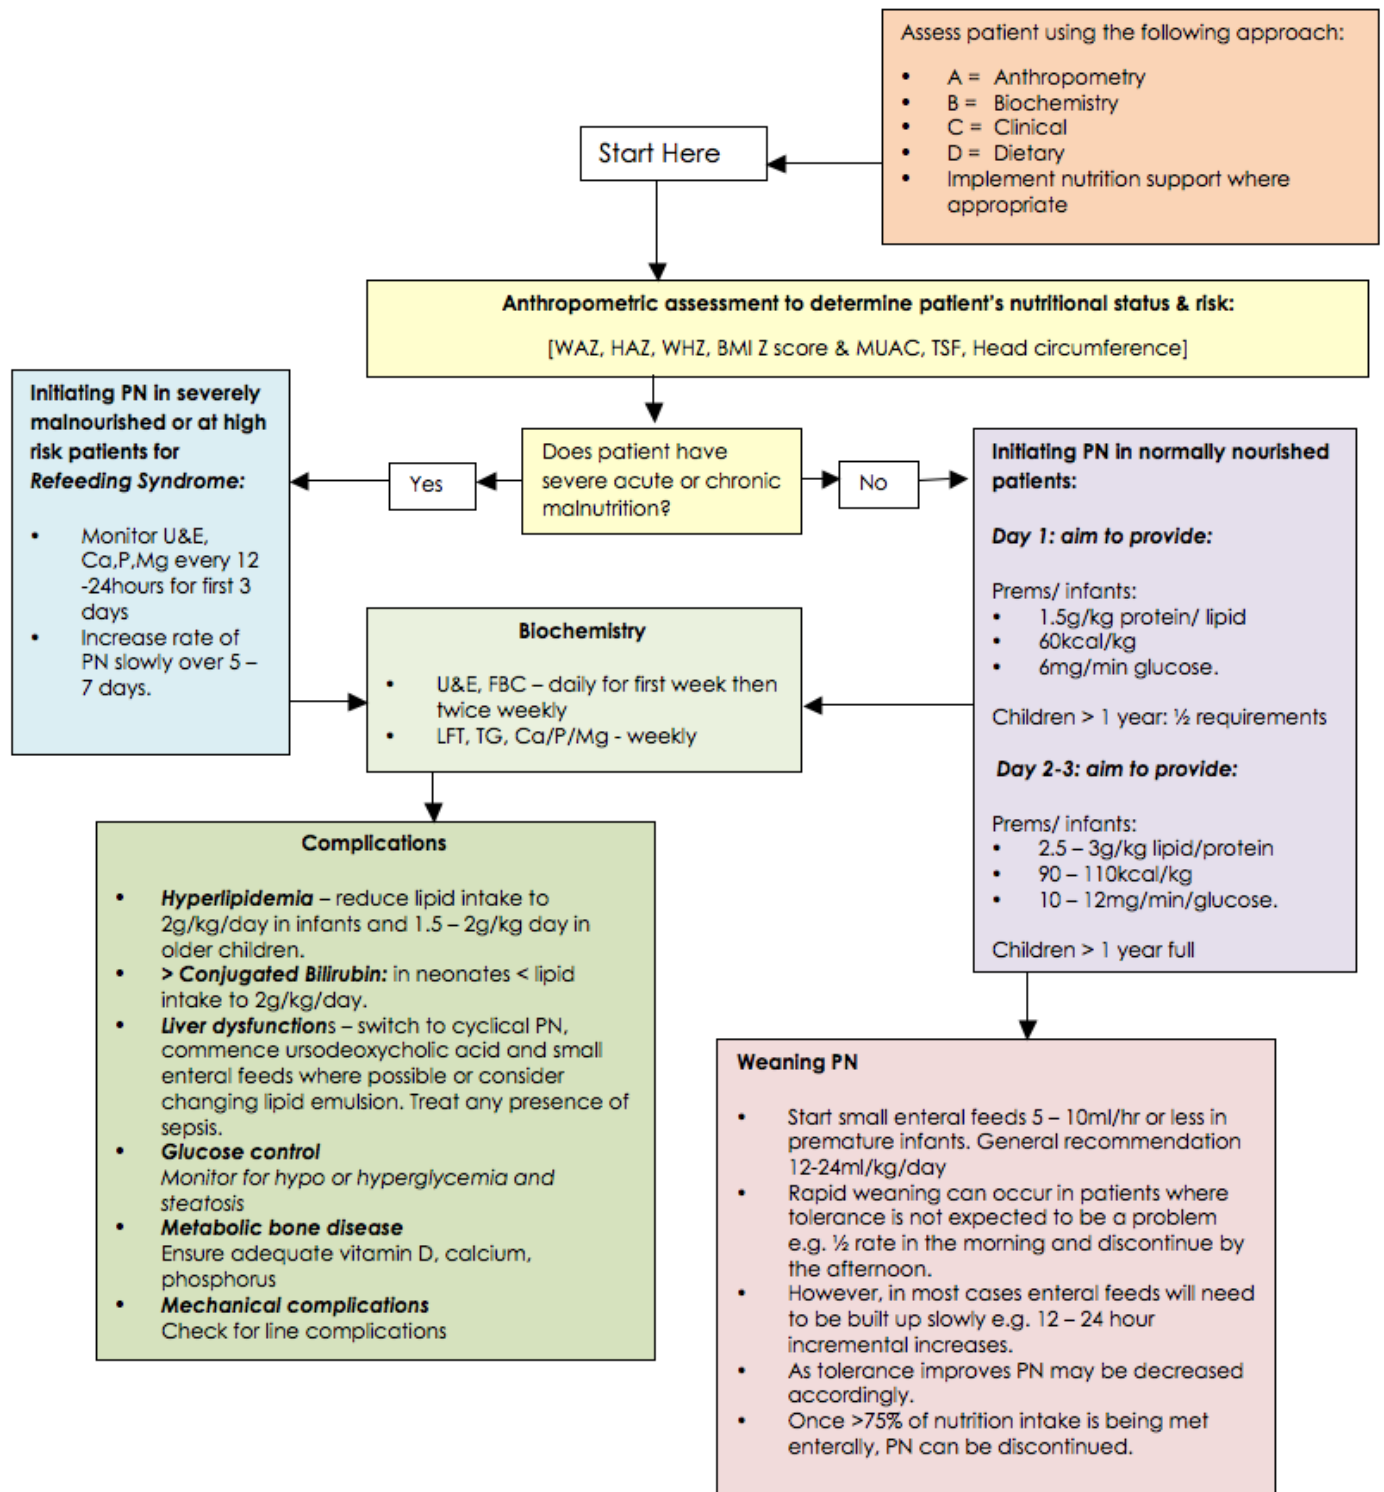 Assess patient using the following approach:
• A = Anthropometry
• B = Biochemistry
• C = Clinical
• D = Dietary
• Implement nutrition support where
appropriate
Start Here
Anthropometric assessment to determine patient's nutritional status & risk:
[WAZ, HAZ, WHZ, BMI Z score & MUAC, TSF, Head circumference]
Initiating PN in severely
malnourished or at high
risk patients for
Refeeding Syndrome:
• Monitor U&E,
Ca,P,Mg every 12
-24hours for first 3
days
• Increase rate of
PN slowly over 5 –
7 days.
Yes
Does patient have
severe acute or chronic
malnutrition?
No
Initiating PN in normally nourished
patients:
Day 1: aim to provide:
Prems/ infants:
• 1.5g/kg protein/ lipid
• 60kcal/kg
• 6mg/min glucose.
Children > 1 year: ½ requirements
Day 2-3: aim to provide:
Prems/ infants:
• 2.5 – 3g/kg lipid/protein
• 90 – 110kcal/kg
• 10 – 12mg/min/glucose.
Children > 1 year full
Biochemistry
• U&E, FBC – daily for first week then
twice weekly
• LFT, TG, Ca/P/Mg - weekly
Complications
• Hyperlipidemia – reduce lipid intake to
2g/kg/day in infants and 1.5 – 2g/kg day in
older children.
• > Conjugated Bilirubin: in neonates < lipid
intake to 2g/kg/day.
• Liver dysfunctions – switch to cyclical PN,
commence ursodeoxycholic acid and small
enteral feeds where possible or consider
changing lipid emulsion. Treat any presence of
sepsis.
• Glucose control
Monitor for hypo or hyperglycemia and
steatosis
• Metabolic bone disease
Ensure adequate vitamin D, calcium,
phosphorus
• Mechanical complications
Check for line complications
Weaning PN
• Start small enteral feeds 5 – 10ml/hr or less in
premature infants. General recommendation
12-24ml/kg/day
• Rapid weaning can occur in patients where
tolerance is not expected to be a problem
e.g. ½ rate in the morning and discontinue by
the afternoon.
• However, in most cases enteral feeds will need
to be built up slowly e.g. 12 – 24 hour
incremental increases.
• As tolerance improves PN may be decreased
accordingly.
• Once >75% of nutrition intake is being met
enterally, PN can be discontinued.